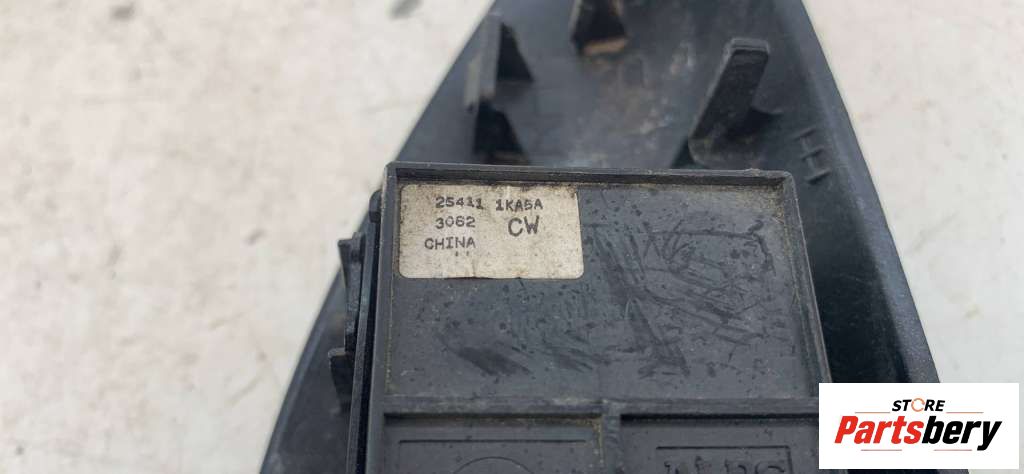 25411 1KA5A
3062 CW
CHINA
STORE
Partsbery